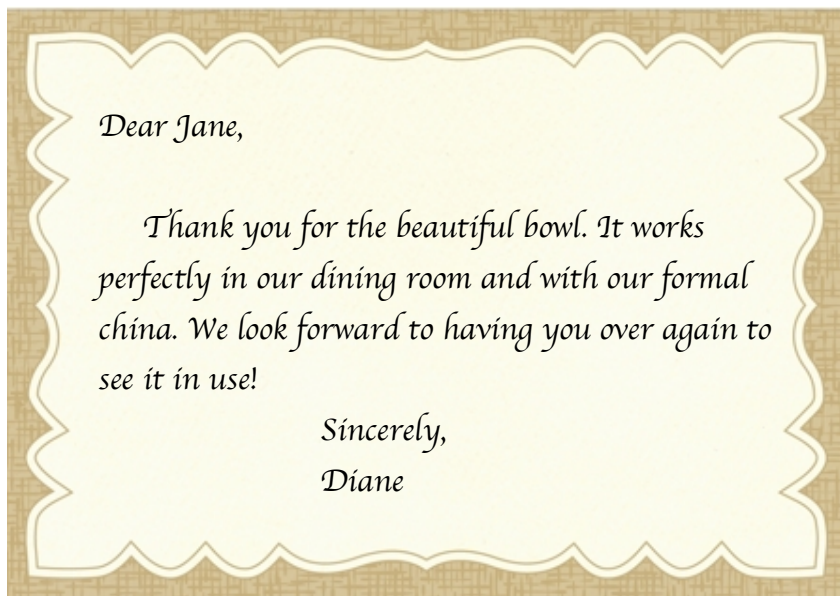 Dear Jane,
Thank you for the beautiful bowl. It works
perfectly in our dining room and with our formal
china. We look forward to having you over again to
see it in use!
Sincerely,
Diane